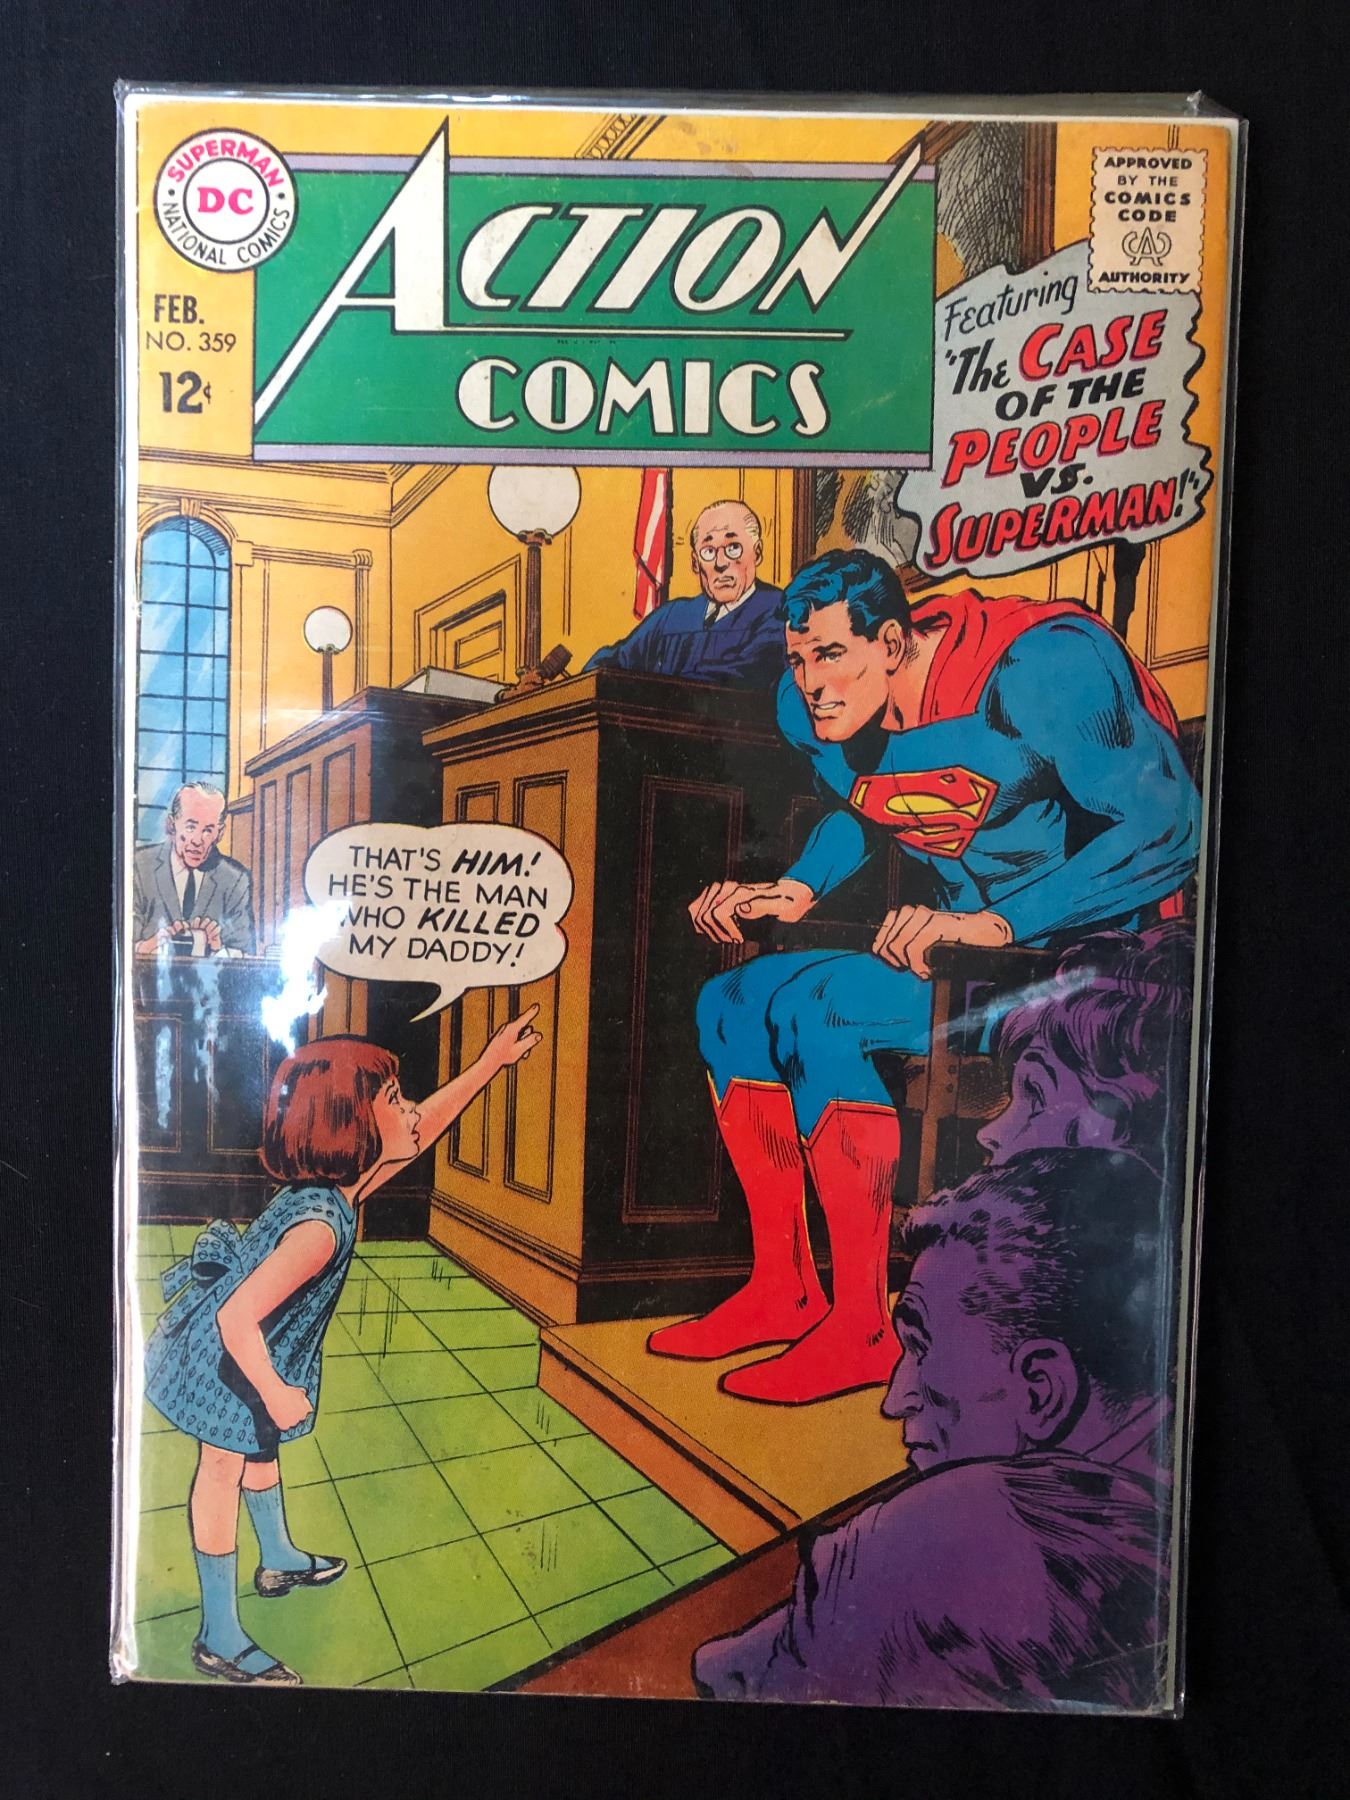 SUPERMAN
DC
NATIONAL COMICS
FEB.
NO. 359
12¢
ACTION
COMICS
APPROVED
BY THE
COMICS
CODE
CA
AUTHORITY
Featuring
"The CASE
OF THE
PEOPLE
VS.
SUPERMAN!"
THAT'S HIM!
HE'S THE MAN
WHO KILLED
MY DADDY!
S